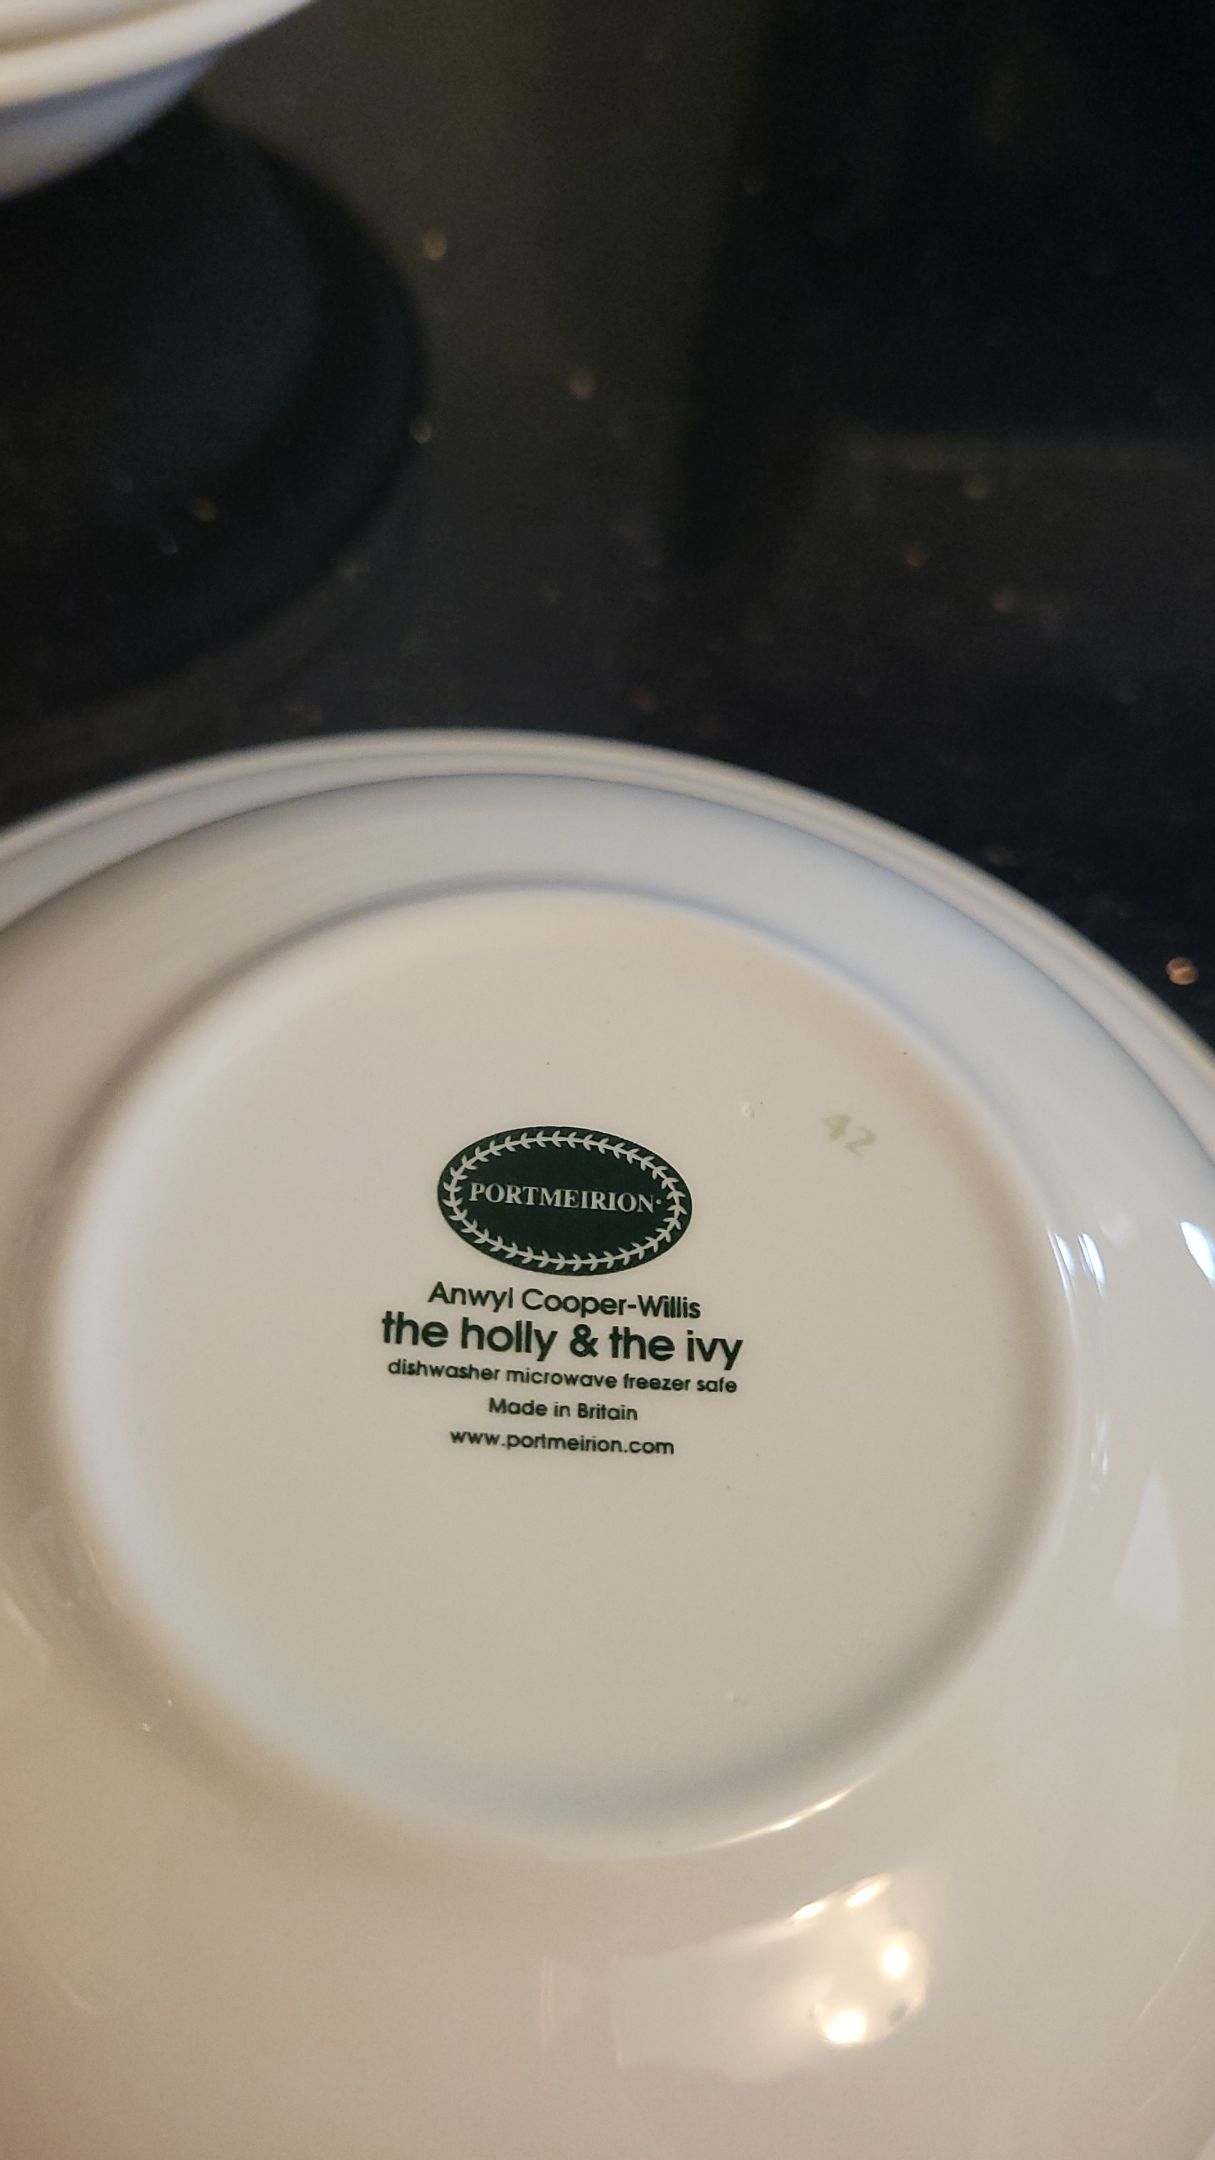 42
PORTMEIRION
Anwyl Cooper-Willis
the holly & the ivy
dishwasher microwave freezer safe
Made in Britain
www.portmeirion.com